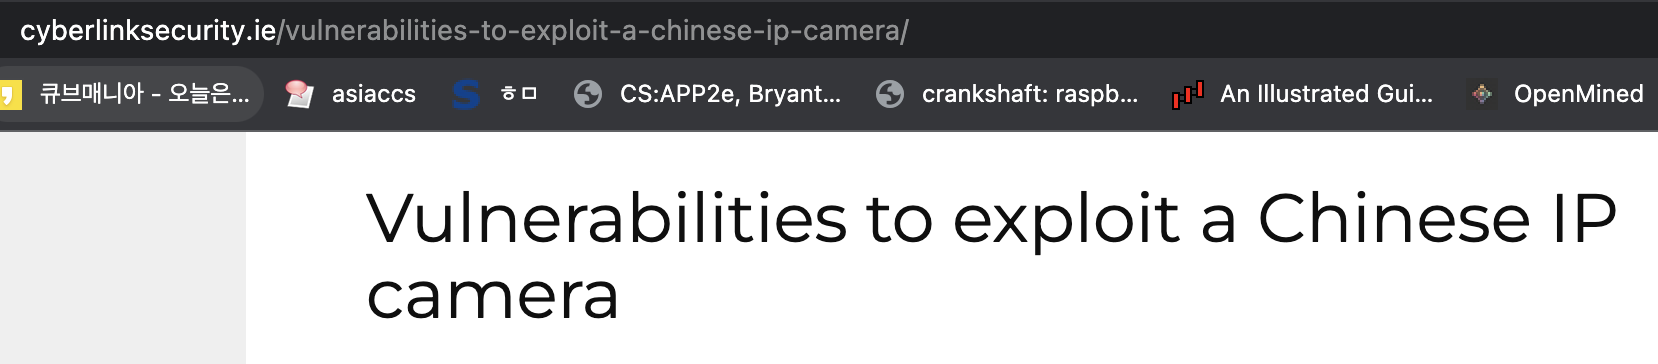 cyberlinksecurity.ie/vulnerabilities-to-exploit-a-chinese-ip-camera/
큐브매니아 - 오늘은... asiaccs ㅎㅁ CS:APP2e, Bryant... crankshaft: raspb... An Illustrated Gui... OpenMined
Vulnerabilities to exploit a Chinese IP
camera